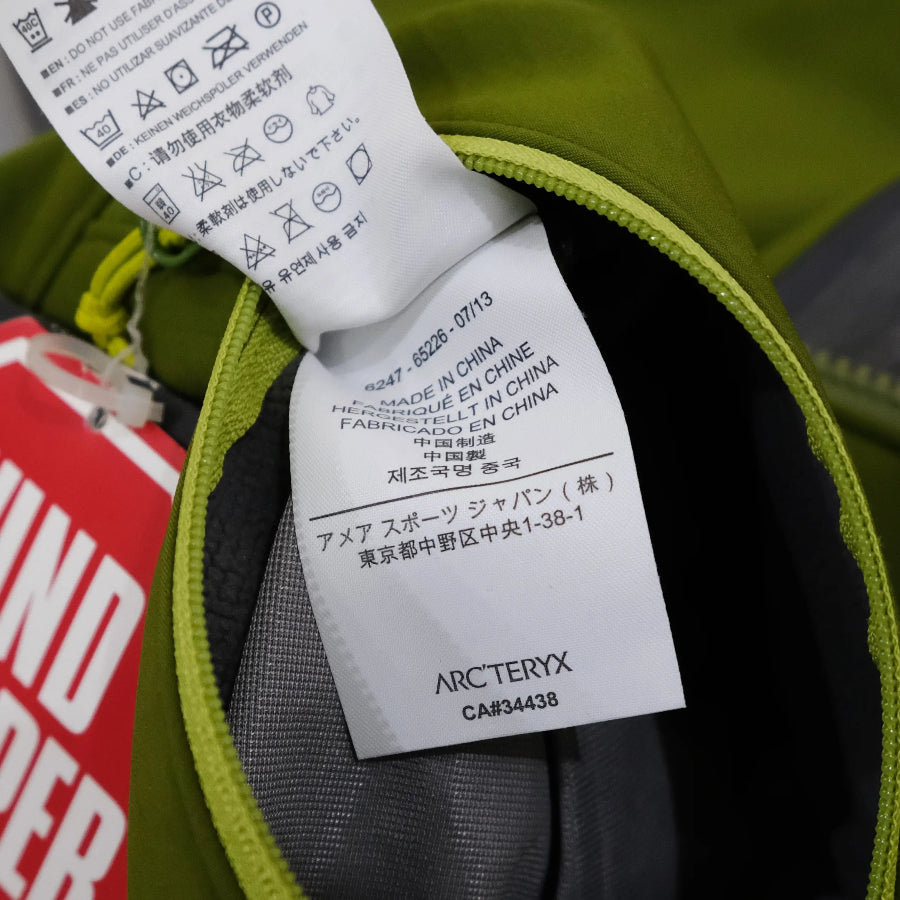 40C
P
EN: DO NOT USE FABRI
FR: NE PAS UTILISER D'ASS
ES: NO UTILIZAR SUAVIZANTE DE
40
DE: KEINEN WEICHSPÜLER VERWENDEN
C: 请勿使用衣物柔软剂
40
柔軟剤は使用しないで下さい。
유연제 사용 금지
6247 - 65226 - 07/13
MADE IN CHINA
FABRIQUÉ EN CHINE
HERGESTELLT IN CHINA
FABRICADO EN CHINA
中国制造
中国製
제조국명 중국
アメア スポーツ ジャパン ( 株 )
東京都中野区中央1-38-1
ARC'TERYX
CA#34438